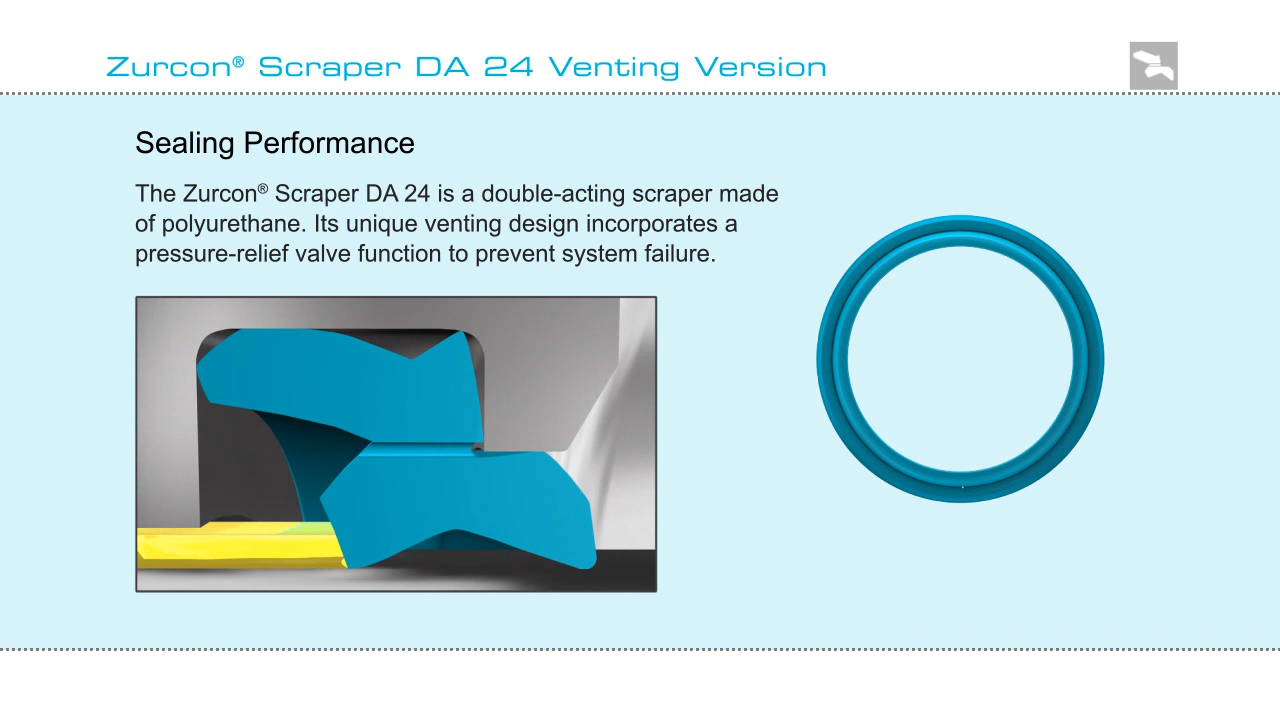 Zurcon® Scraper DA 24 Venting Version
Sealing Performance
The Zurcon® Scraper DA 24 is a double-acting scraper made
of polyurethane. Its unique venting design incorporates a
pressure-relief valve function to prevent system failure.